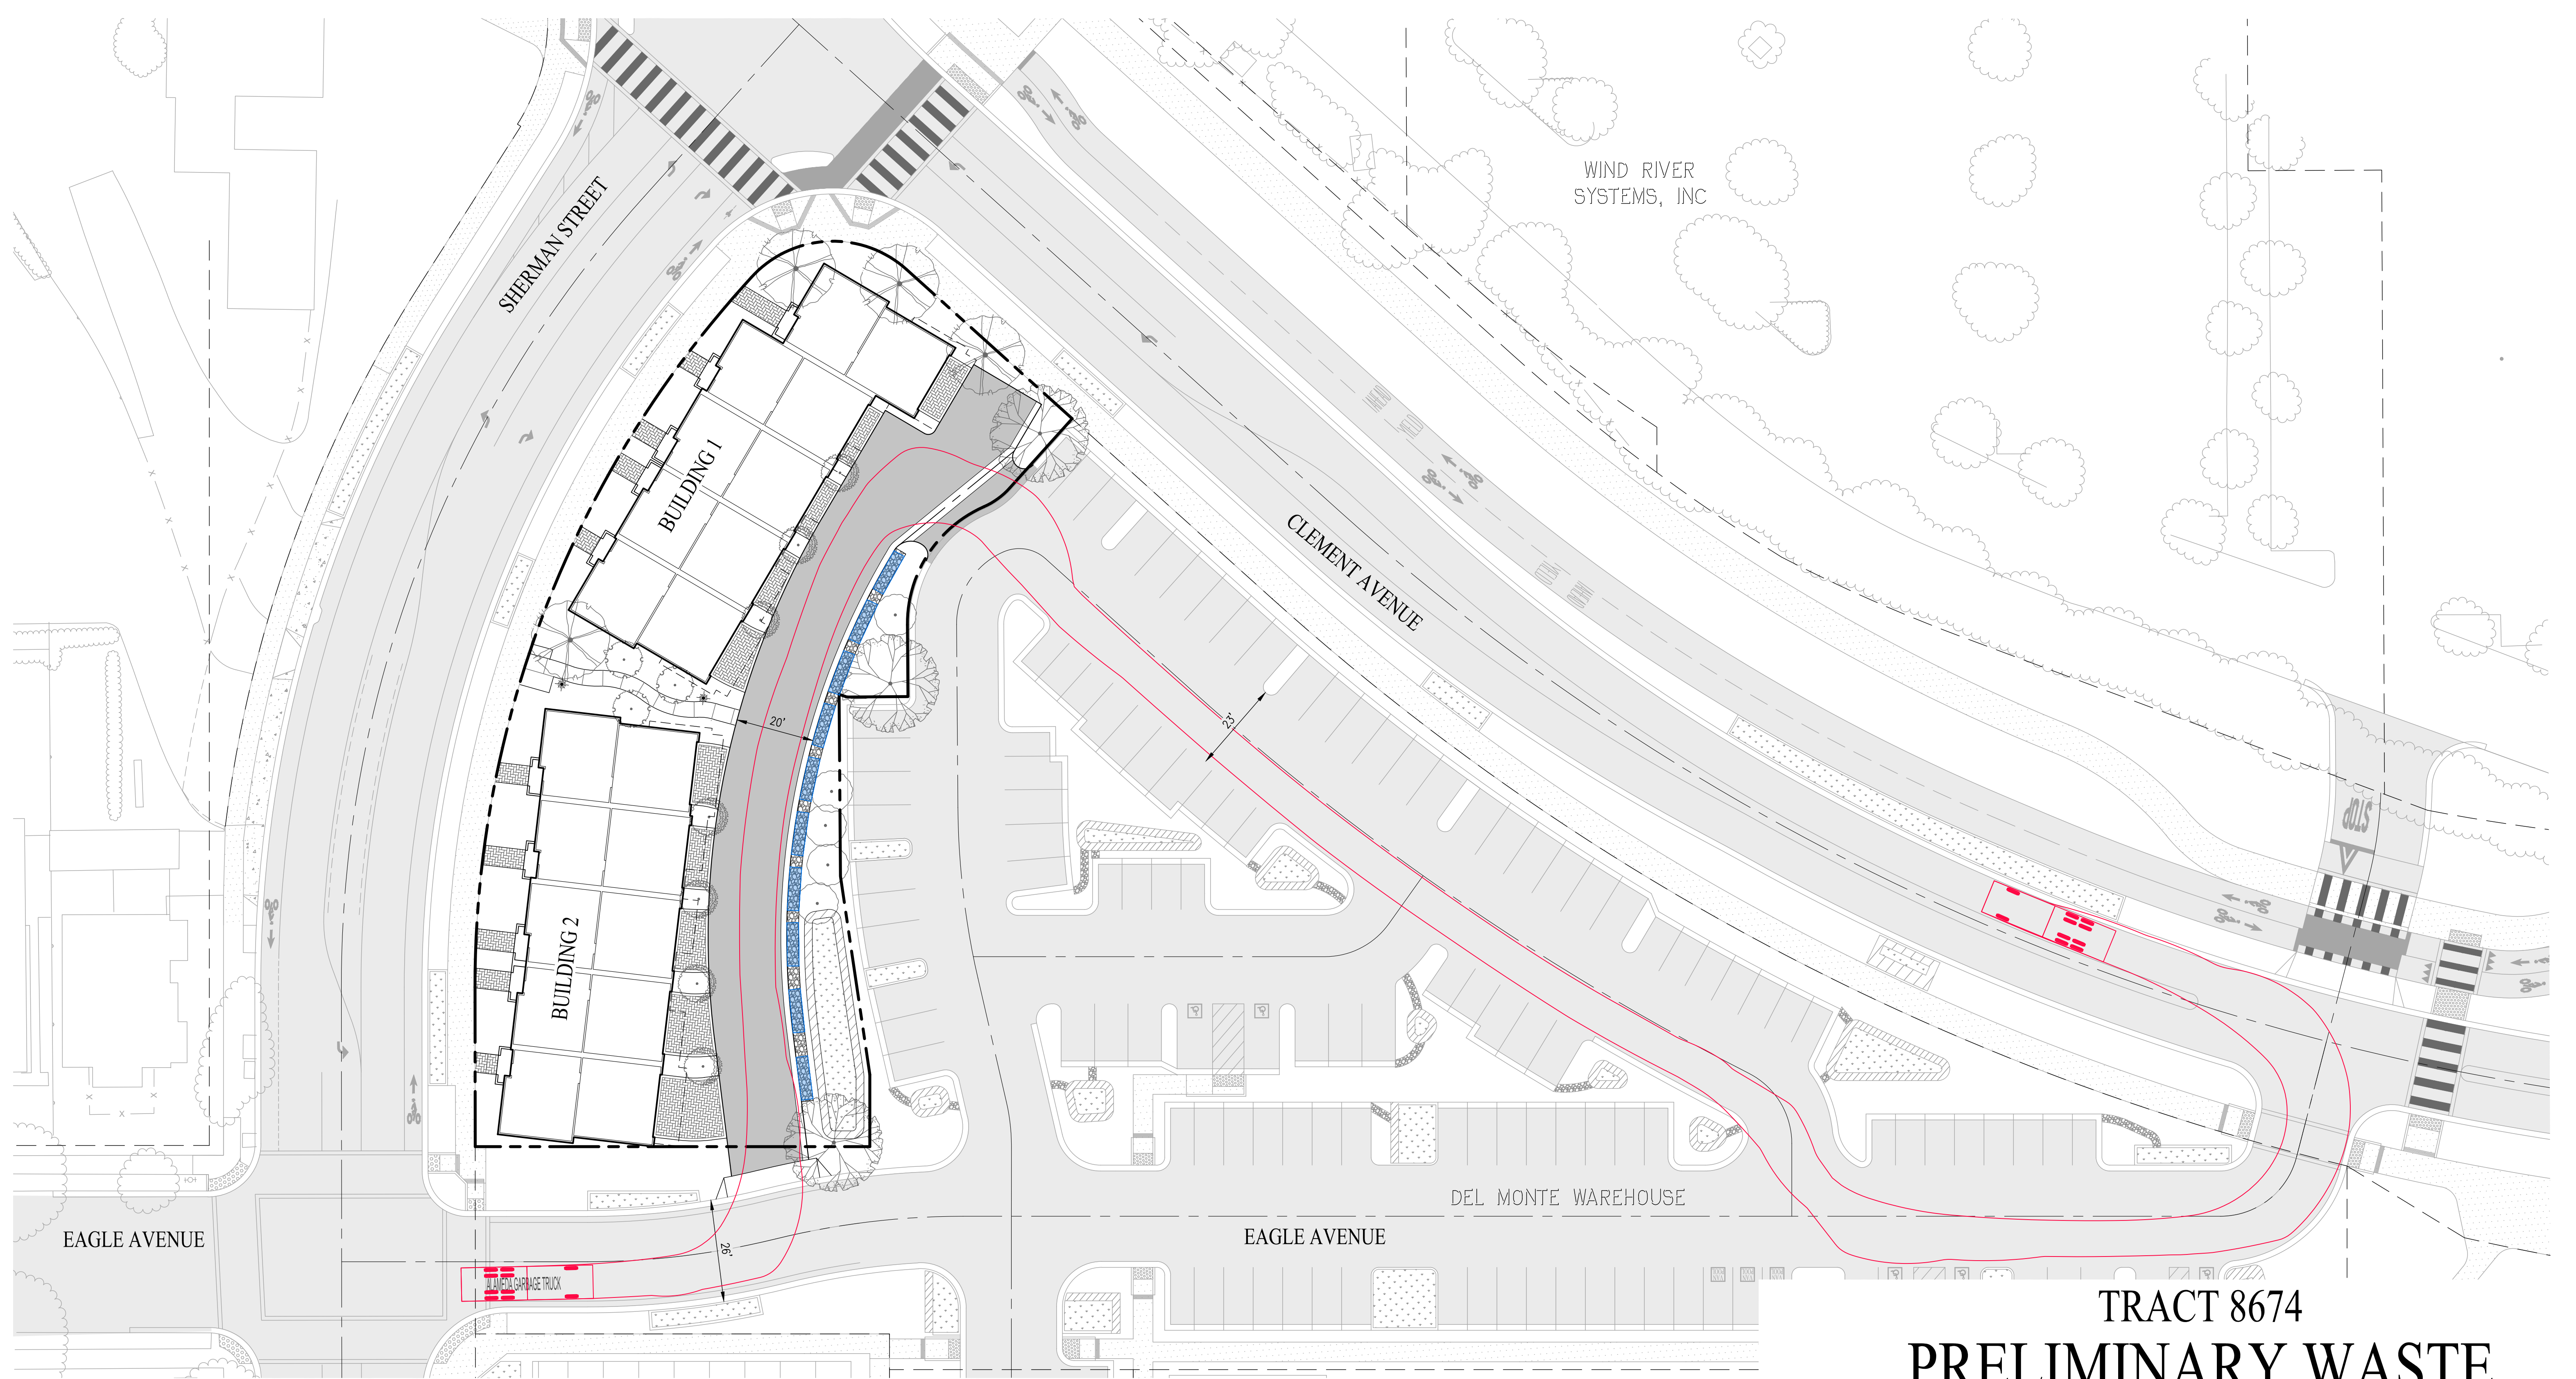 WIND RIVER
SYSTEMS, INC
SHERMAN STREET
BUILDING 1
CLEMENT AVENUE
20'
23'
STOP
BUILDING 2
DEL MONTE WAREHOUSE
EAGLE AVENUE
EAGLE AVENUE
26'
ALAMEDA GARBAGE TRUCK
TRACT 8674
PRELIMINARY WASTE